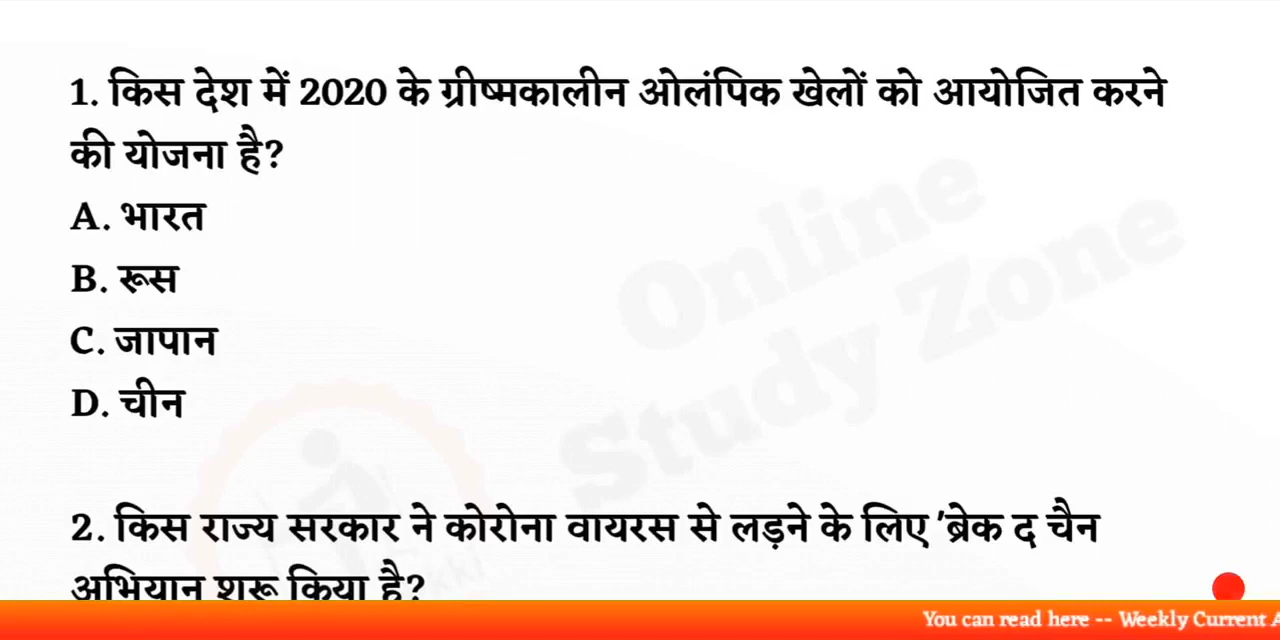 1. किस देश में 2020 के ग्रीष्मकालीन ओलंपिक खेलों को आयोजित करने
की योजना है?
A. भारत
B. रूस
C. जापान
D. चीन
Online
Study Zone
2. किस राज्य सरकार ने कोरोना वायरस से लड़ने के लिए 'ब्रेक द चैन
अभियान शुरू किया है?
You can read here -- Weekly Current